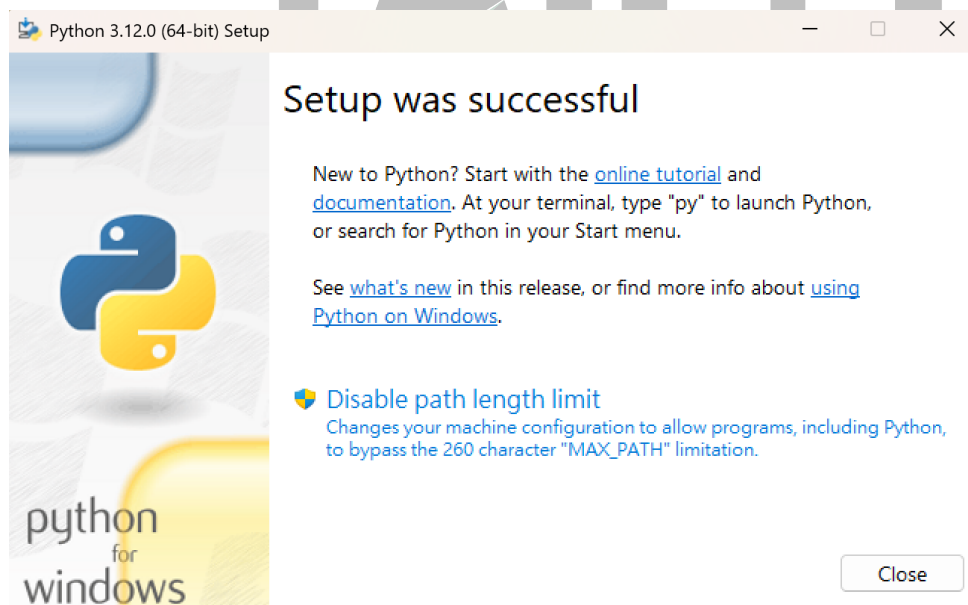 Python 3.12.0 (64-bit) Setup
Setup was successful
New to Python? Start with the online tutorial and
documentation. At your terminal, type "py" to launch Python,
or search for Python in your Start menu.
See what's new in this release, or find more info about using
Python on Windows.
Disable path length limit
Changes your machine configuration to allow programs, including Python,
to bypass the 260 character "MAX_PATH" limitation.
python
for
windows
Close